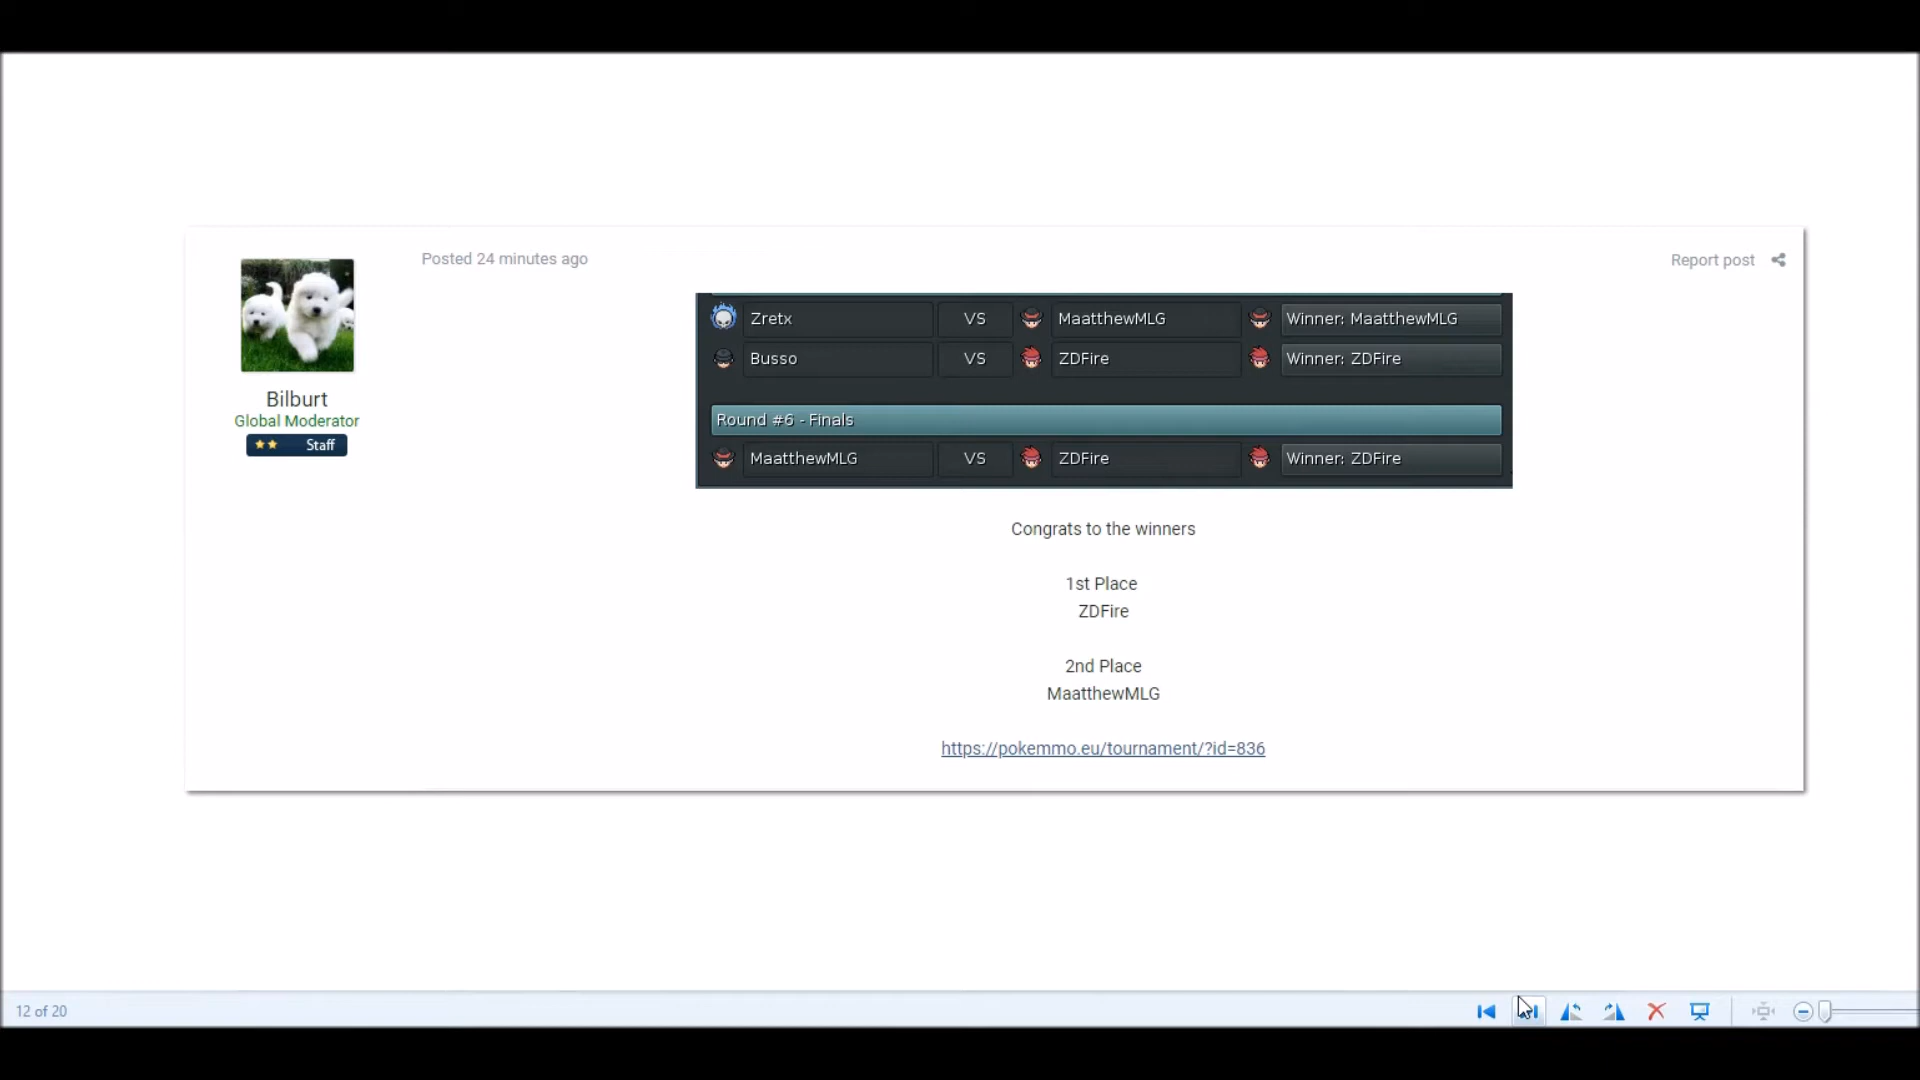 Posted 24 minutes ago
Report post
Bilburt
Global Moderator
Staff
Zretx VS MaatthewMLG Winner: MaatthewMLG
Busso VS ZDFire Winner: ZDFire
Round #6 - Finals
MaatthewMLG VS ZDFire Winner: ZDFire
Congrats to the winners
1st Place
ZDFire
2nd Place
MaatthewMLG
https://pokemmo.eu/tournament/?id=836
12 of 20